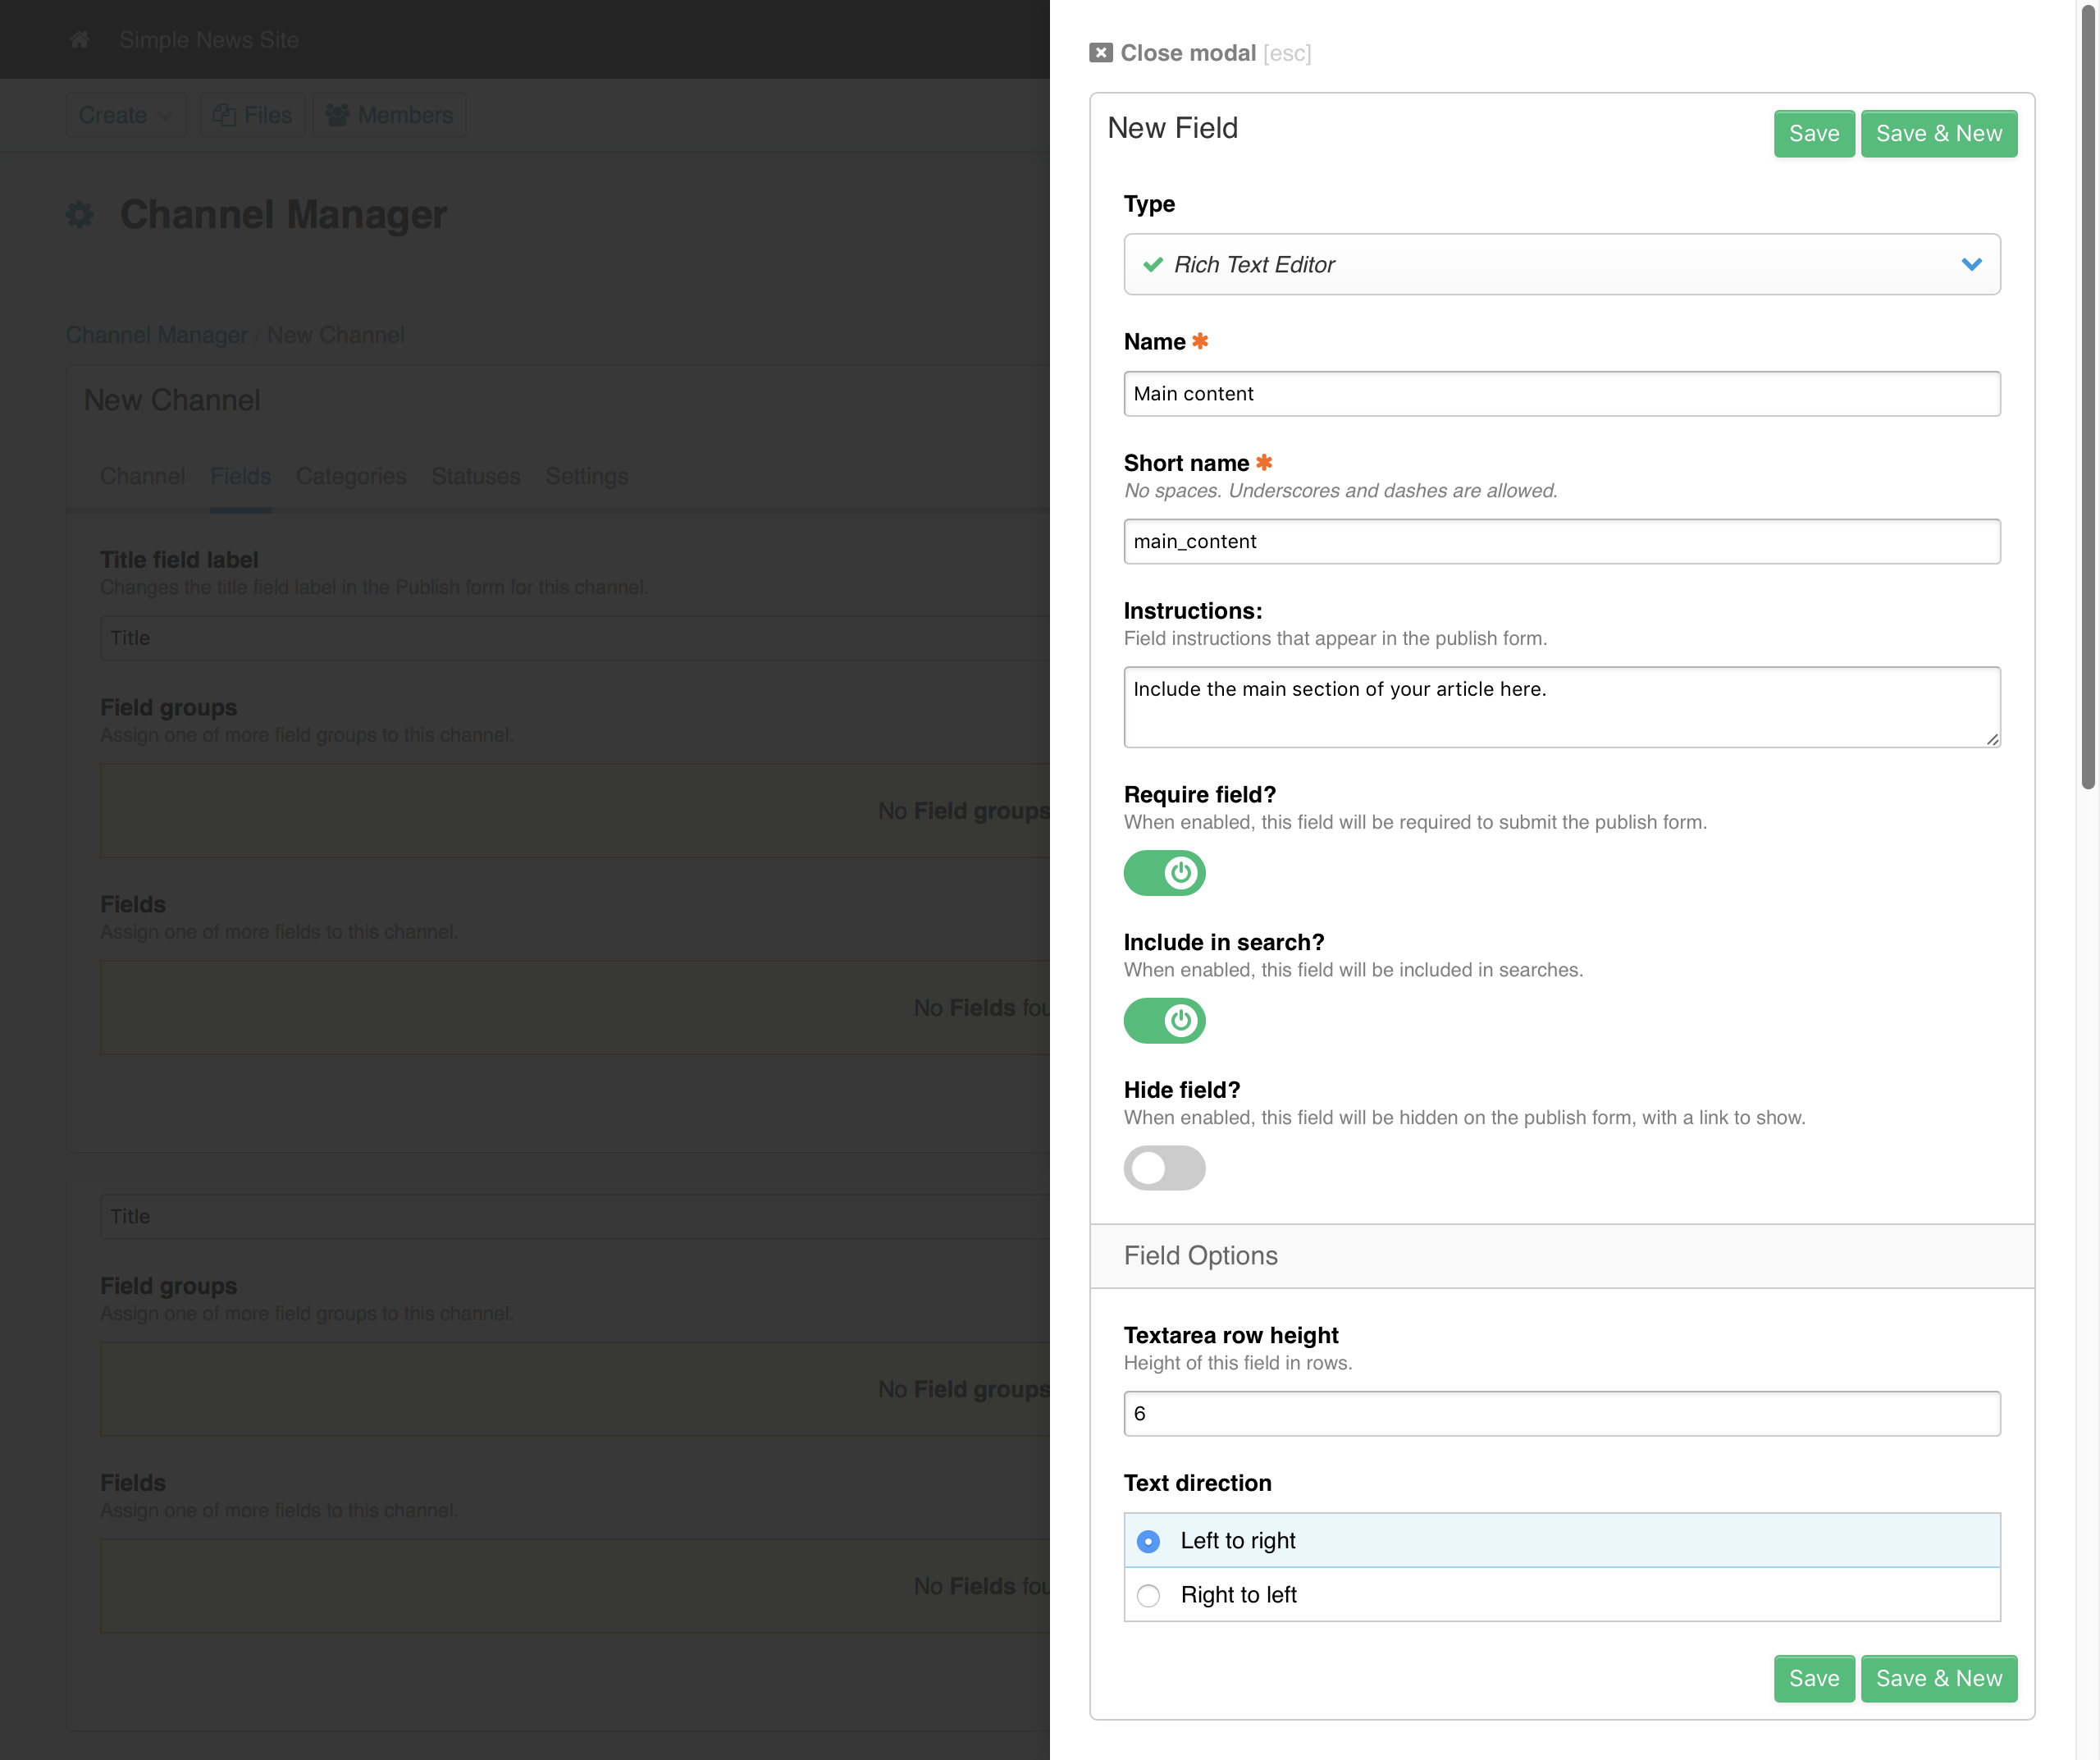 Simple News Site
Create
Files
Members
Channel Manager
Channel Manager / New Channel
New Channel
Channel Fields Categories Statuses Settings
Title field label
Changes the title field label in the Publish form for this channel.
Title
Field groups
Assign one of more field groups to this channel.
No Field groups
Fields
Assign one of more fields to this channel.
No Fields fou
Title
Field groups
Assign one of more field groups to this channel.
No Field groups
Fields
Assign one of more fields to this channel.
No Fields fou
Close modal [esc]
New Field
Save
Save & New
Type
Rich Text Editor
Name *
Main content
Short name *
No spaces. Underscores and dashes are allowed.
main_content
Instructions:
Field instructions that appear in the publish form.
Include the main section of your article here.
Require field?
When enabled, this field will be required to submit the publish form.
Include in search?
When enabled, this field will be included in searches.
Hide field?
When enabled, this field will be hidden on the publish form, with a link to show.
Field Options
Textarea row height
Height of this field in rows.
6
Text direction
Left to right
Right to left
Save
Save & New